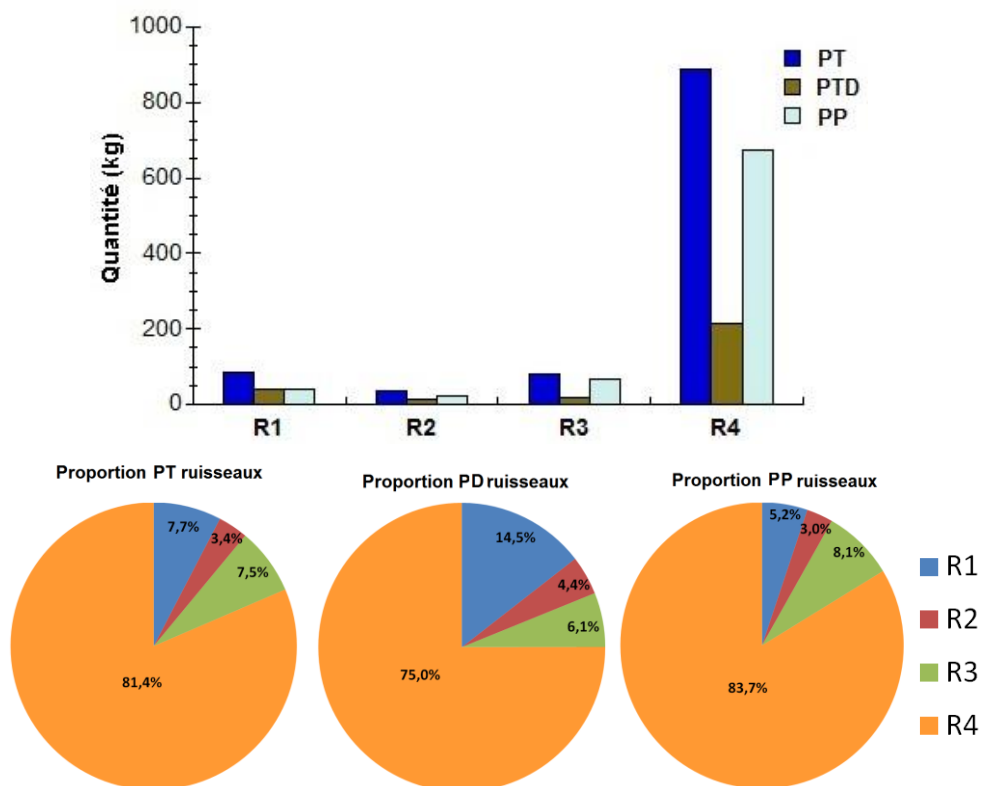 1000
800
600
400
200
0
Quantité (kg)
PT
PTD
PP
R1 R2 R3 R4
Proportion PT ruisseaux
7,7%
3,4%
7,5%
81,4%
Proportion PD ruisseaux
14,5%
4,4%
6,1%
75,0%
Proportion PP ruisseaux
5,2%
3,0%
8,1%
83,7%
R1
R2
R3
R4